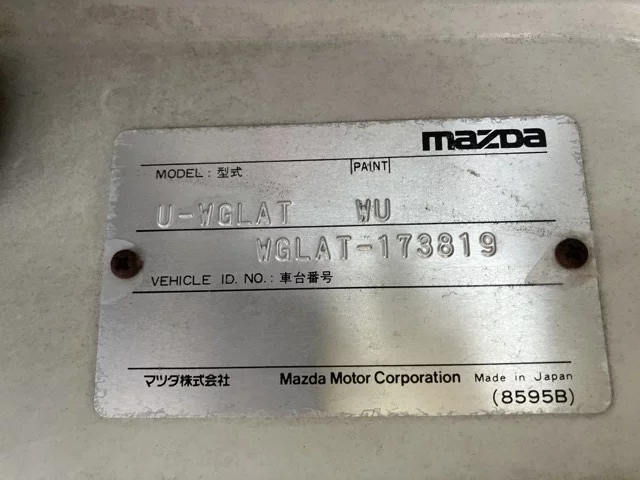 mazda
MODEL : 型式 PAINT
U-WGLAT WU
WGLAT-173819
VEHICLE ID. NO. : 車台番号
マツダ株式会社 Mazda Motor Corporation Made in Japan
(8595B)